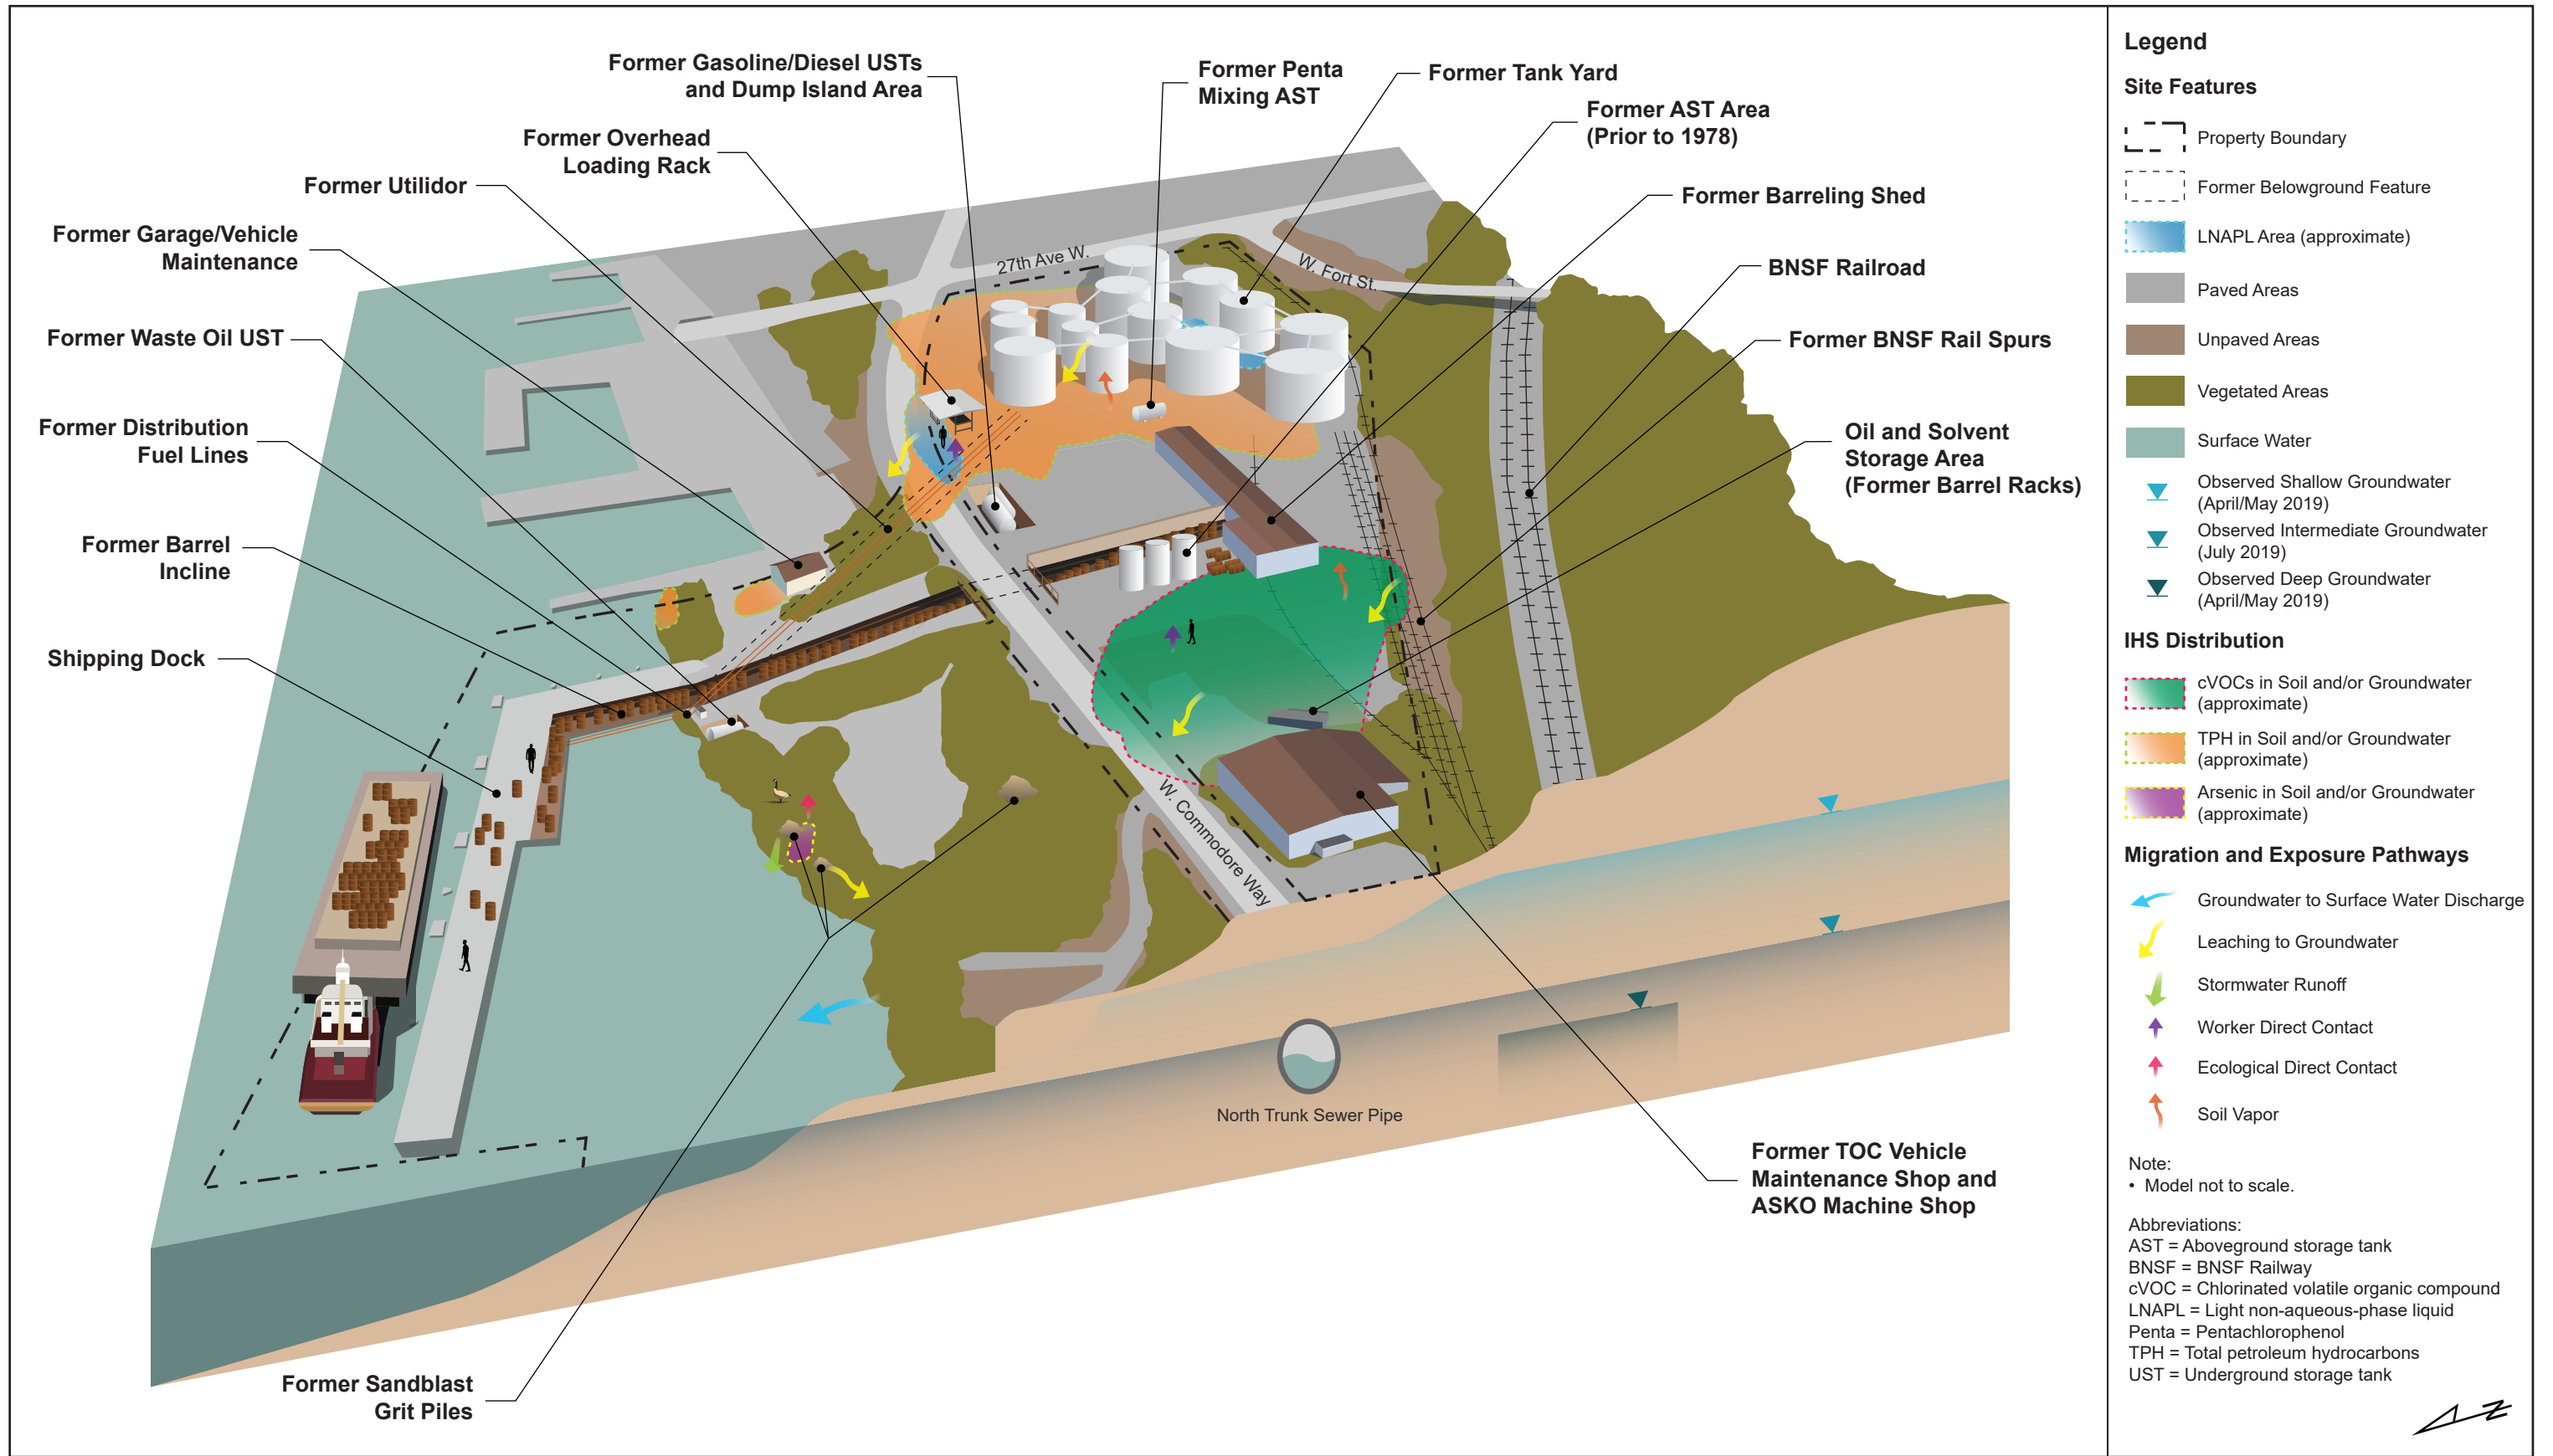 Former Gasoline/Diesel USTs
and Dump Island Area
Former Penta
Mixing AST
Former Tank Yard
Former AST Area
(Prior to 1978)
Former Overhead
Loading Rack
Former Utilidor
Former Barreling Shed
Former Garage/Vehicle
Maintenance
BNSF Railroad
27th Ave W.
W. Fort St.
Former Waste Oil UST
Former BNSF Rail Spurs
Former Distribution
Fuel Lines
Oil and Solvent
Storage Area
(Former Barrel Racks)
Former Barrel
Incline
Shipping Dock
W. Commodore Way
North Trunk Sewer Pipe
Former TOC Vehicle
Maintenance Shop and
ASKO Machine Shop
Former Sandblast
Grit Piles
Legend
Site Features
Property Boundary
Former Belowground Feature
LNAPL Area (approximate)
Paved Areas
Unpaved Areas
Vegetated Areas
Surface Water
Observed Shallow Groundwater
(April/May 2019)
Observed Intermediate Groundwater
(July 2019)
Observed Deep Groundwater
(April/May 2019)
IHS Distribution
cVOCs in Soil and/or Groundwater
(approximate)
TPH in Soil and/or Groundwater
(approximate)
Arsenic in Soil and/or Groundwater
(approximate)
Migration and Exposure Pathways
Groundwater to Surface Water Discharge
Leaching to Groundwater
Stormwater Runoff
Worker Direct Contact
Ecological Direct Contact
Soil Vapor
Note:
• Model not to scale.
Abbreviations:
AST = Aboveground storage tank
BNSF = BNSF Railway
cVOC = Chlorinated volatile organic compound
LNAPL = Light non-aqueous-phase liquid
Penta = Pentachlorophenol
TPH = Total petroleum hydrocarbons
UST = Underground storage tank
N